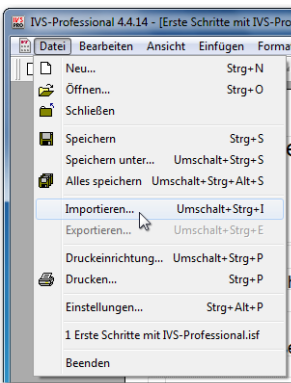 IVS-Professional 4.4.14 - [Erste Schritte mit IVS-Pro
Datei Bearbeiten Ansicht Einfügen Forma
Neu... Strg+N
Öffnen... Strg+O
Schließen
Speichern Strg+S
Speichern unter... Umschalt+Strg+S
Alles speichern Umschalt+Strg+Alt+S
Importieren... Umschalt+Strg+I
Exportieren... Umschalt+Strg+E
Druckeinrichtung... Umschalt+Strg+P
Drucken... Strg+P
Einstellungen... Strg+Alt+P
1 Erste Schritte mit IVS-Professional.isf
Beenden